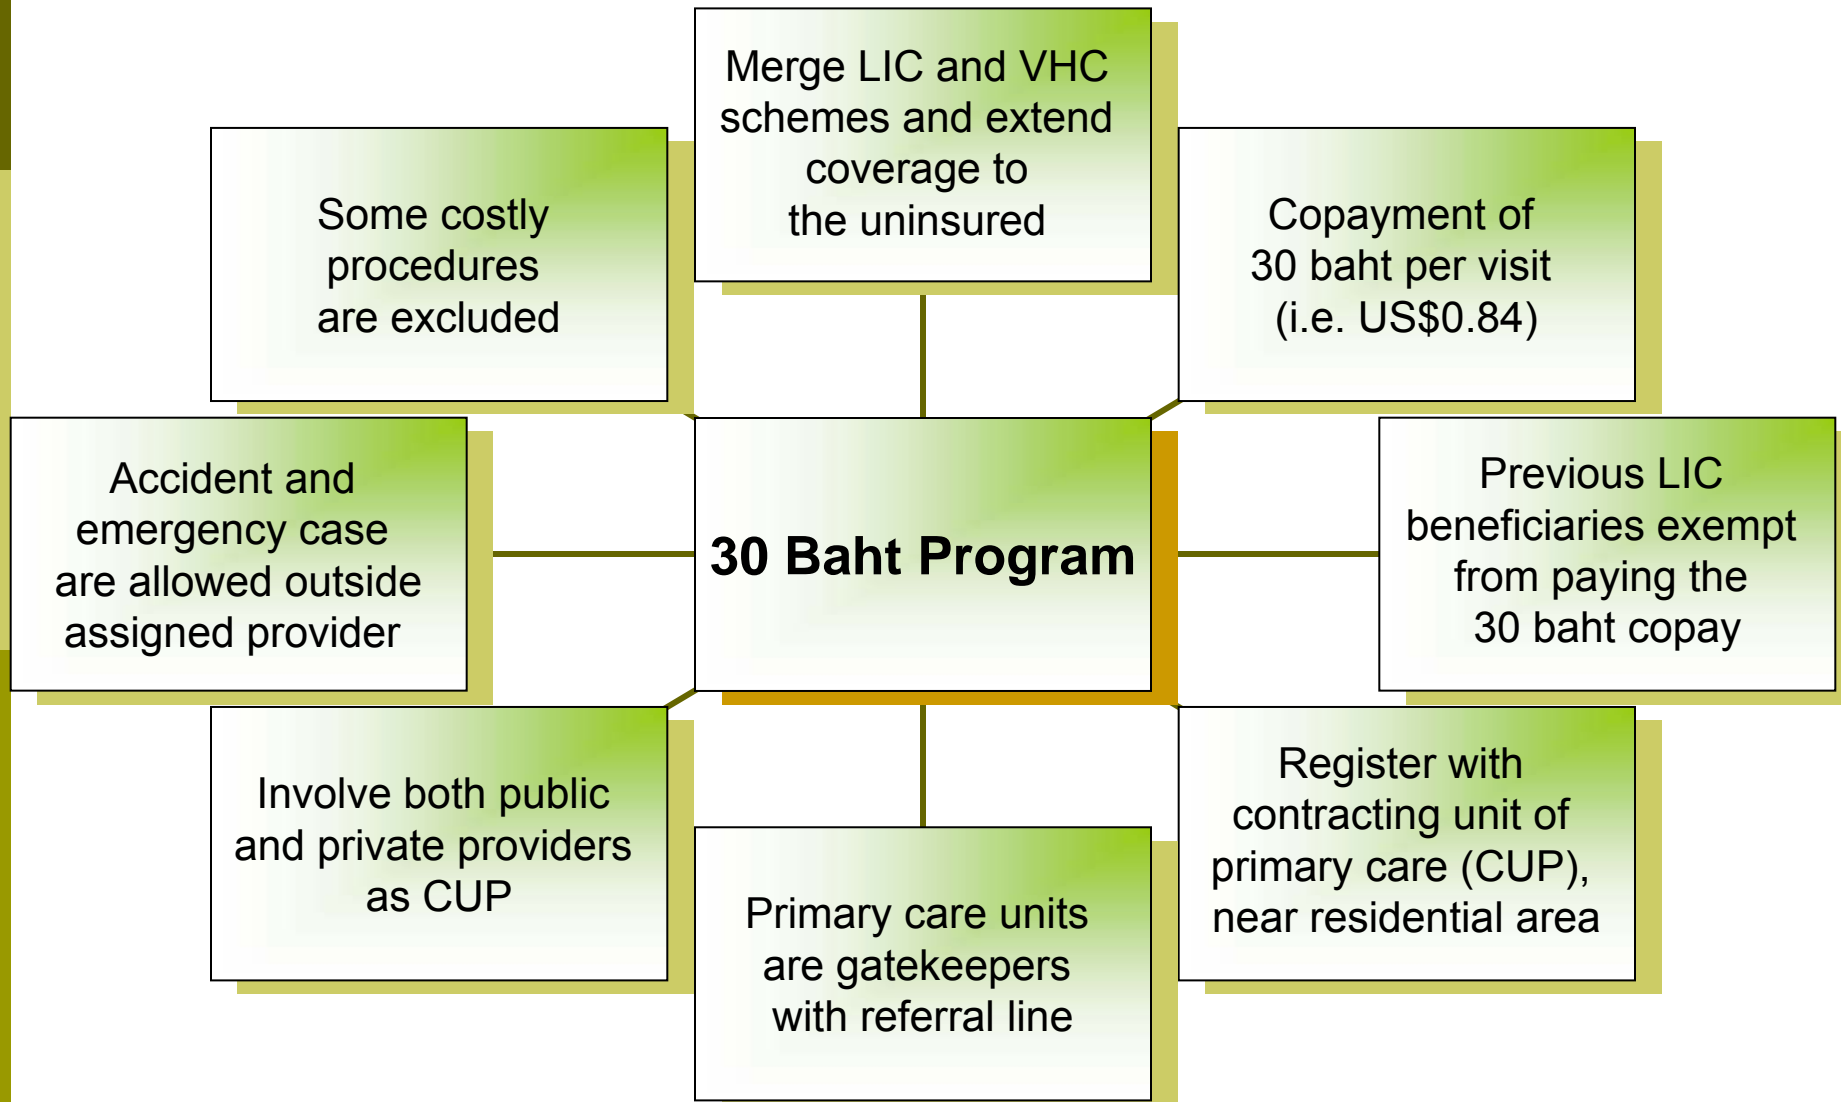 Merge LIC and VHC
schemes and extend
coverage to
the uninsured
Some costly
procedures
are excluded
Copayment of
30 baht per visit
(i.e. US$0.84)
Accident and
emergency case
are allowed outside
assigned provider
30 Baht Program
Previous LIC
beneficiaries exempt
from paying the
30 baht copay
Involve both public
and private providers
as CUP
Primary care units
are gatekeepers
with referral line
Register with
contracting unit of
primary care (CUP),
near residential area